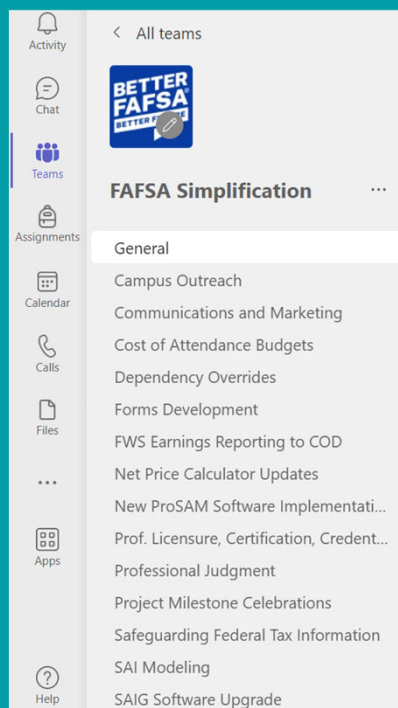 Activity
Chat
Teams
Assignments
Calendar
Calls
Files
...
Apps
Help
< All teams
BETTER
FAFSA®
BETTER
FAFSA Simplification ...
General
Campus Outreach
Communications and Marketing
Cost of Attendance Budgets
Dependency Overrides
Forms Development
FWS Earnings Reporting to COD
Net Price Calculator Updates
New ProSAM Software Implementati...
Prof. Licensure, Certification, Credent...
Professional Judgment
Project Milestone Celebrations
Safeguarding Federal Tax Information
SAI Modeling
SAIG Software Upgrade